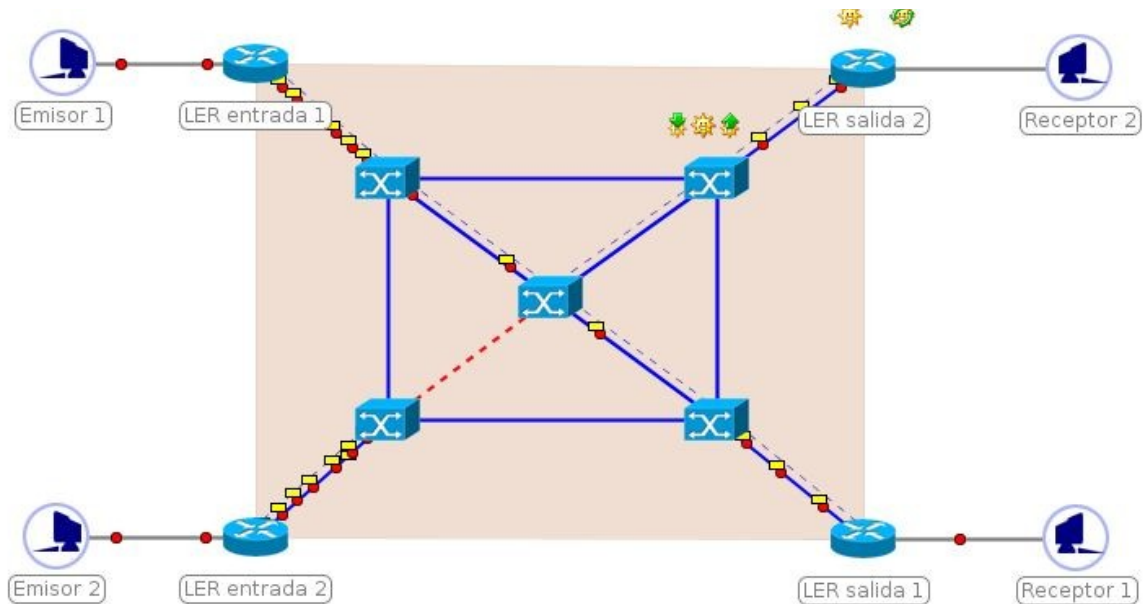 Emisor 1
LER entrada 1
LER salida 2
Receptor 2
Emisor 2
LER entrada 2
LER salida 1
Receptor 1